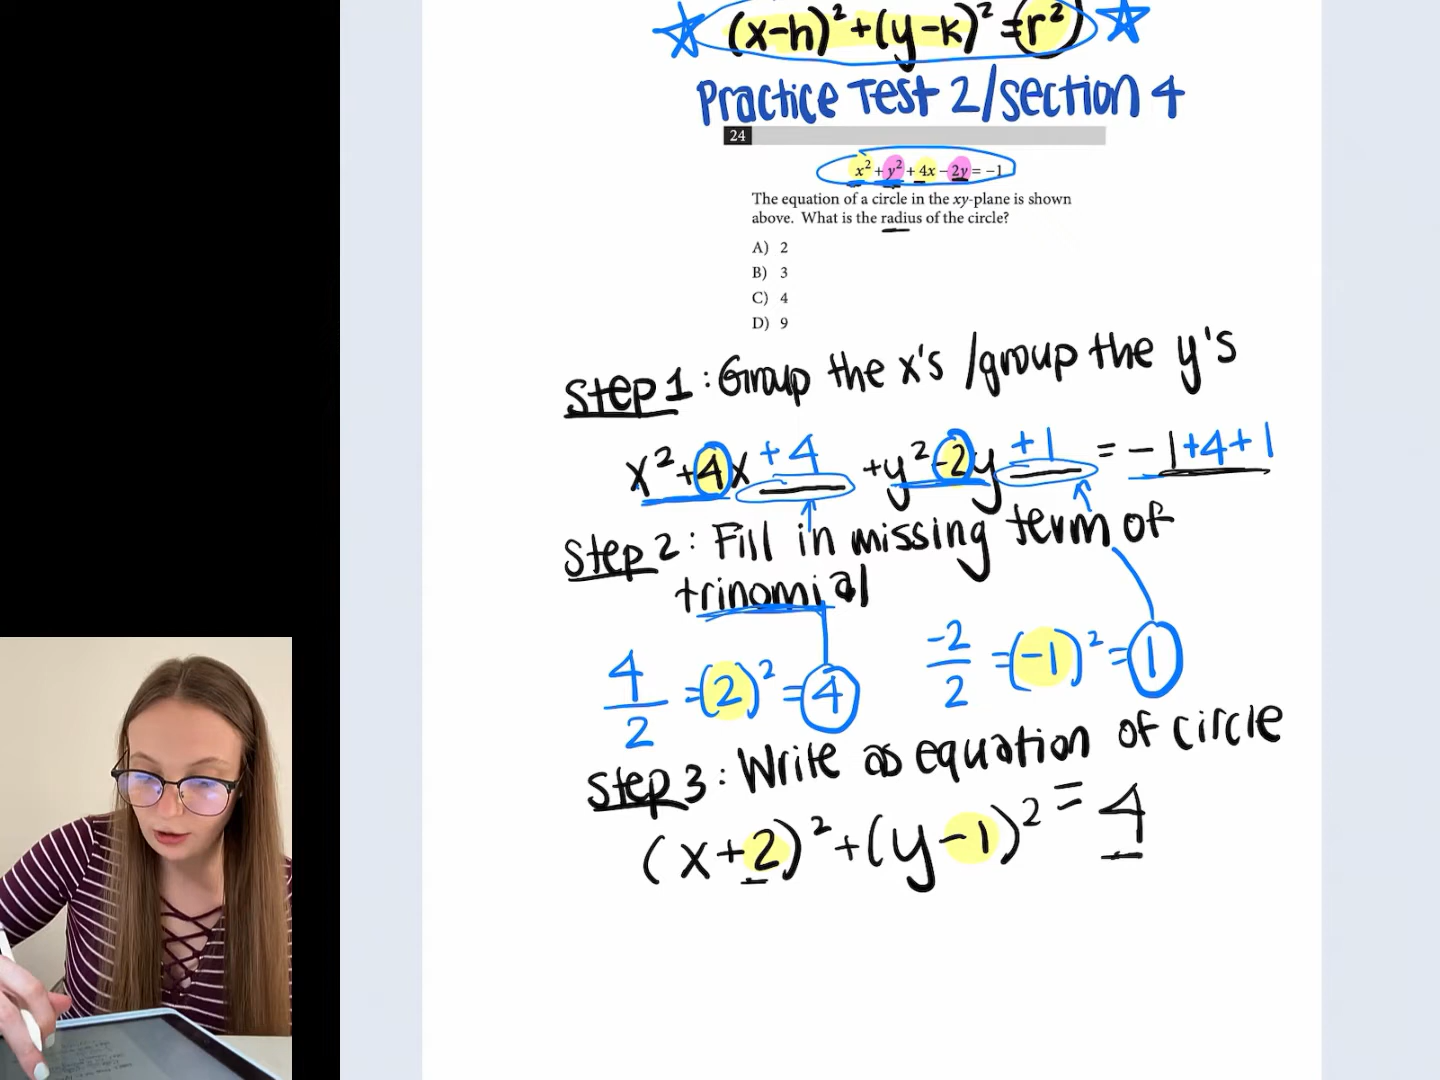 (x-h)² + (y-k)² = r²
Practice Test 2/section 4
24
x² + y² + 4x − 2y = −1
The equation of a circle in the xy-plane is shown
above. What is the radius of the circle?
A) 2
B) 3
C) 4
D) 9
Step 1: Group the x's / group the y's
x² + 4x + 4 + y² - 2y + 1 = -1 + 4 + 1
Step 2: Fill in missing term of
trinomial
4/2 = (2)² = 4
-2/2 = (-1)² = 1
Step 3: Write as equation of circle
(x+2)² + (y-1)² = 4